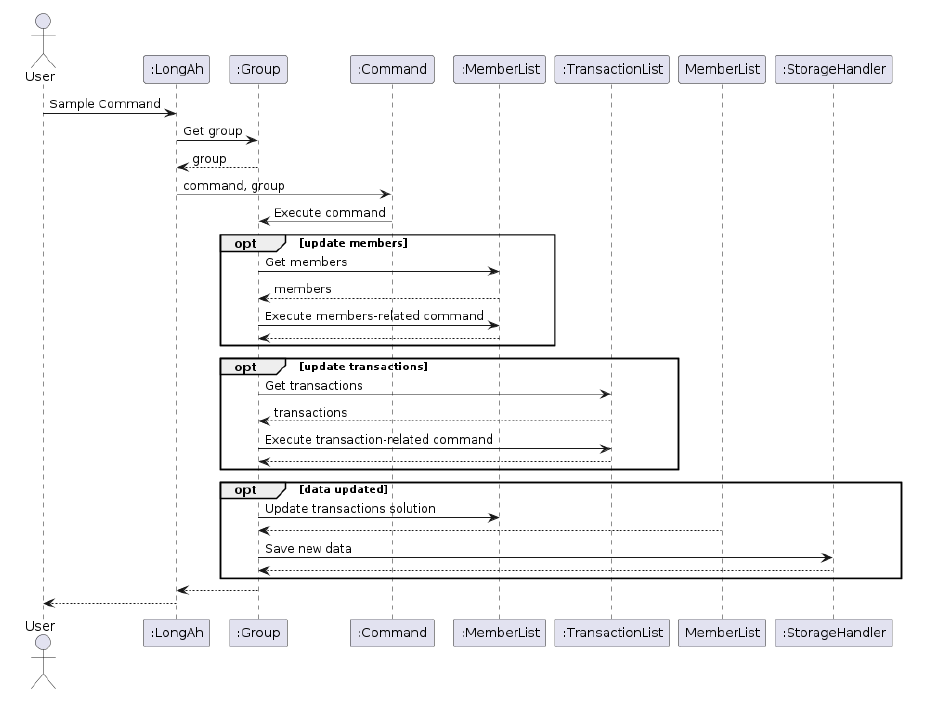 User
:LongAh :Group :Command :MemberList :TransactionList MemberList :StorageHandler
Sample Command
Get group
group
command, group
Execute command
opt [update members]
Get members
members
Execute members-related command
opt [update transactions]
Get transactions
transactions
Execute transaction-related command
opt [data updated]
Update transactions solution
Save new data
User
:LongAh :Group :Command :MemberList :TransactionList MemberList :StorageHandler